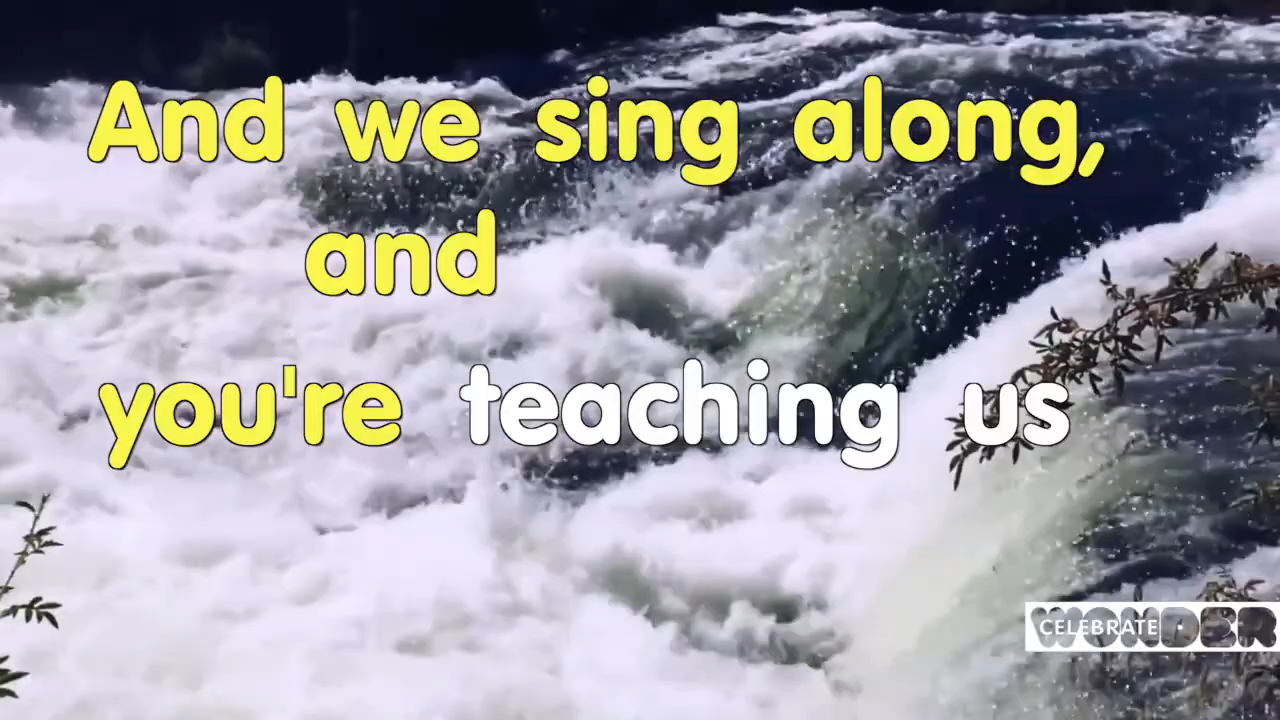 And we sing along,
and
you're teaching us
CELEBRATE
WONDER